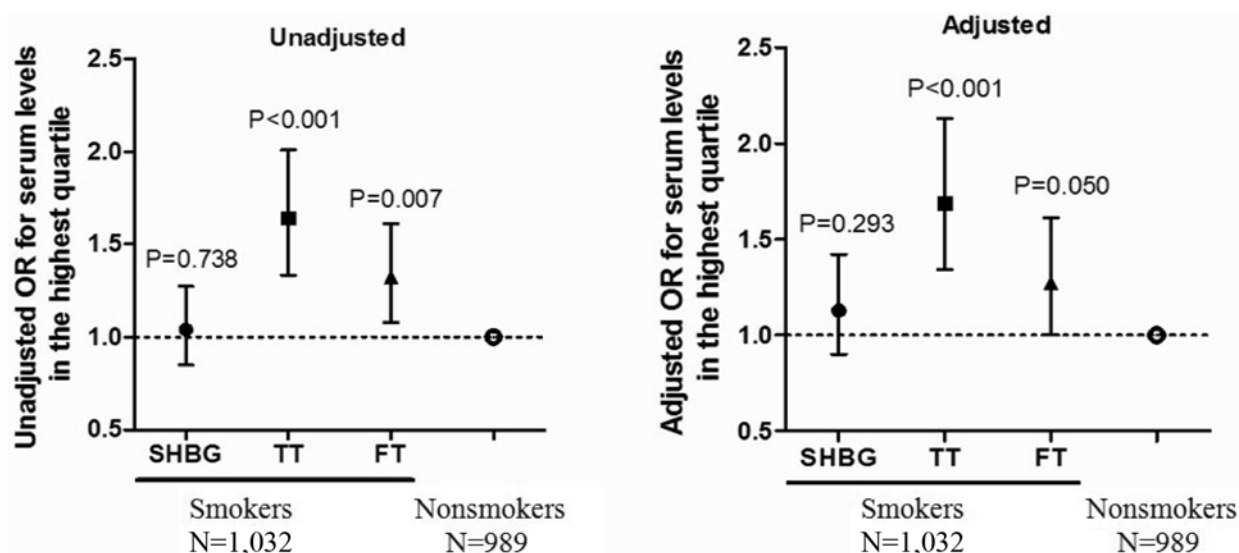 Unadjusted
Unadjusted OR for serum levels
in the highest quartile
2.5
2.0
1.5
1.0
0.5
P=0.738
P<0.001
P=0.007
SHBG TT FT
Smokers Nonsmokers
N=1,032 N=989
Adjusted
Adjusted OR for serum levels
in the highest quartile
2.5
2.0
1.5
1.0
0.5
P=0.293
P<0.001
P=0.050
SHBG TT FT
Smokers Nonsmokers
N=1,032 N=989